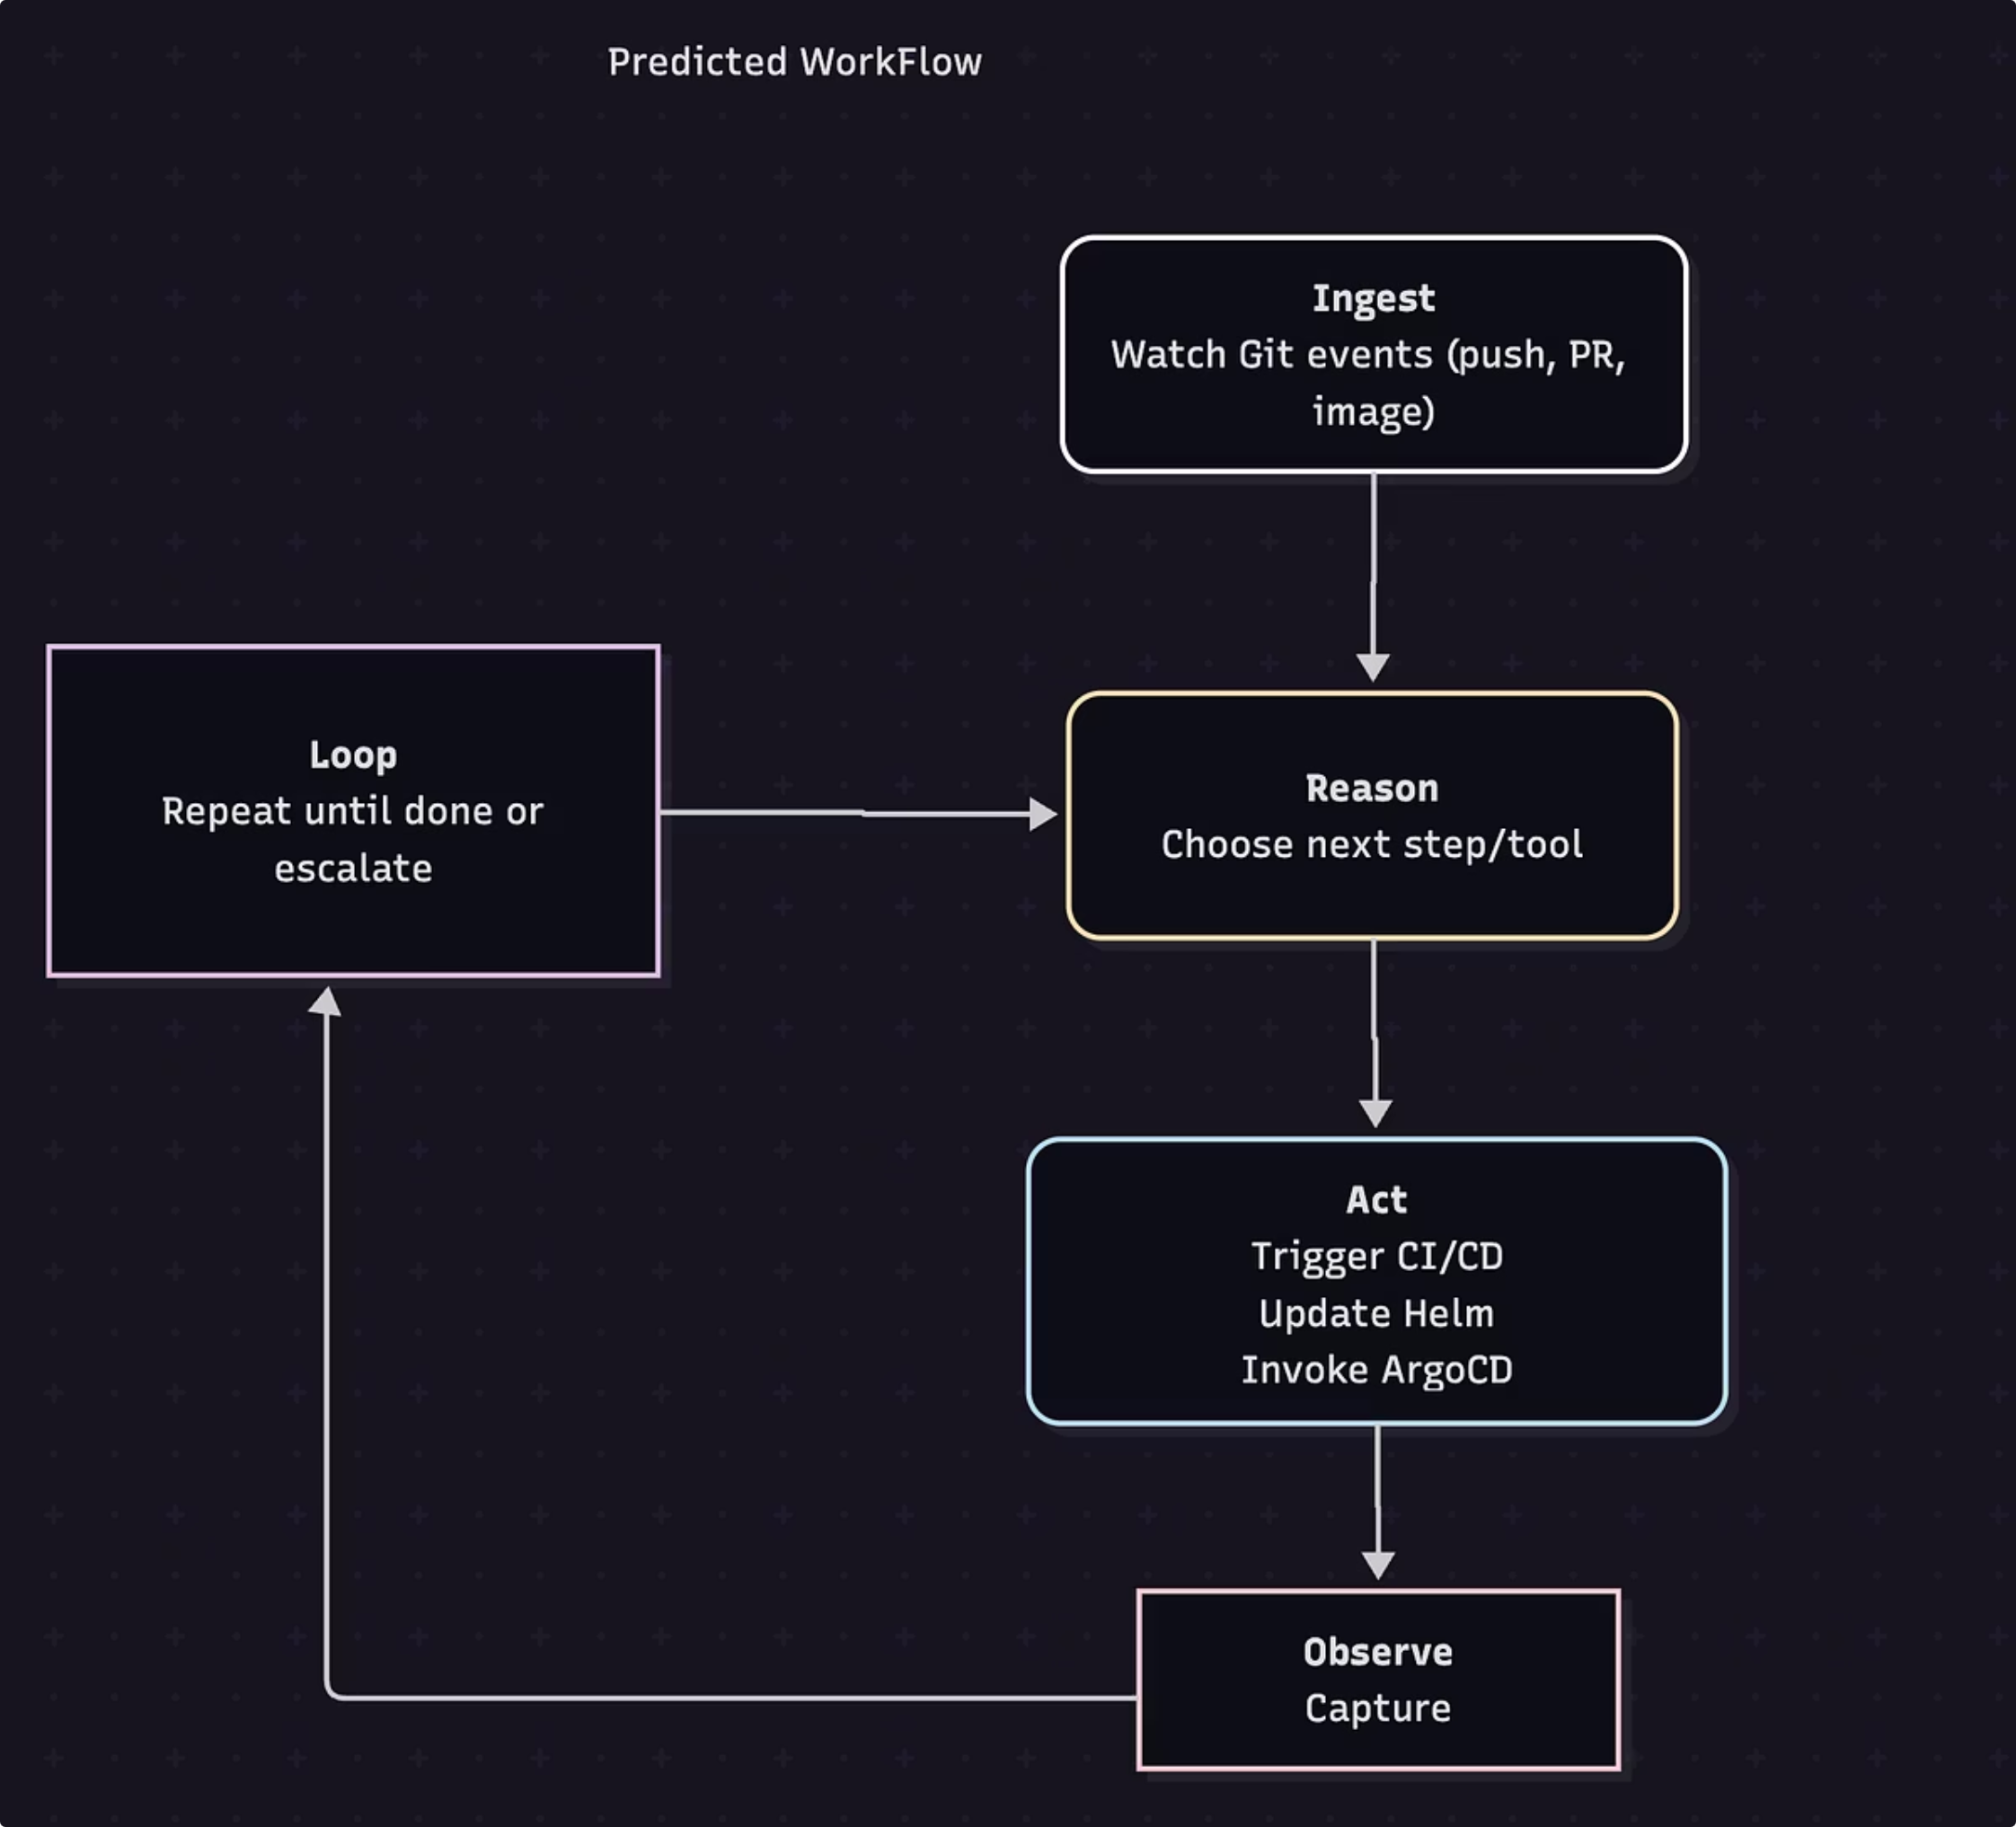 Predicted WorkFlow
Ingest
Watch Git events (push, PR,
image)
Loop
Repeat until done or
escalate
Reason
Choose next step/tool
Act
Trigger CI/CD
Update Helm
Invoke ArgoCD
Observe
Capture